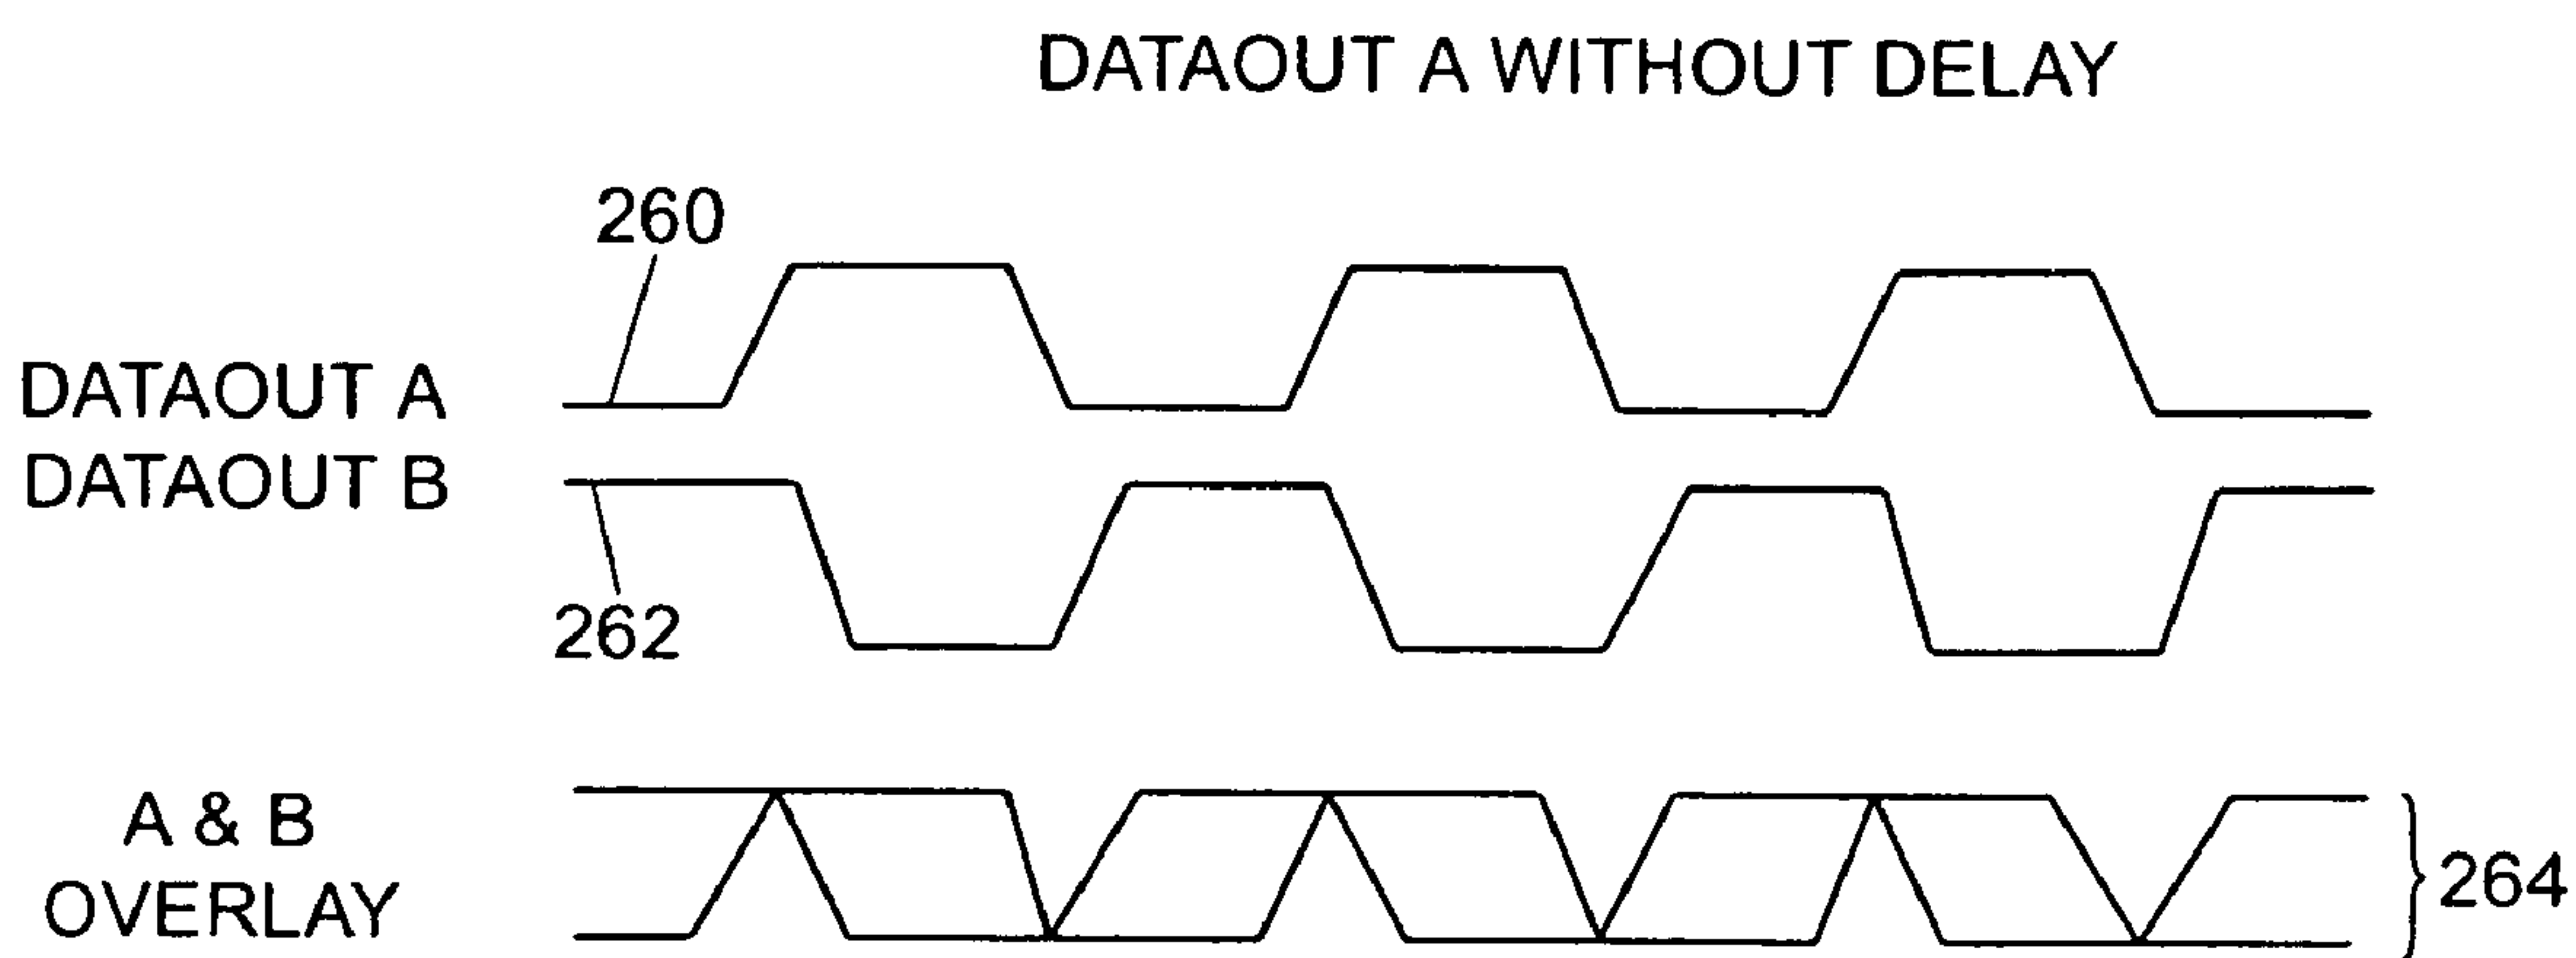 DATAOUT A WITHOUT DELAY
260
DATAOUT A
DATAOUT B
262
A & B
OVERLAY
264